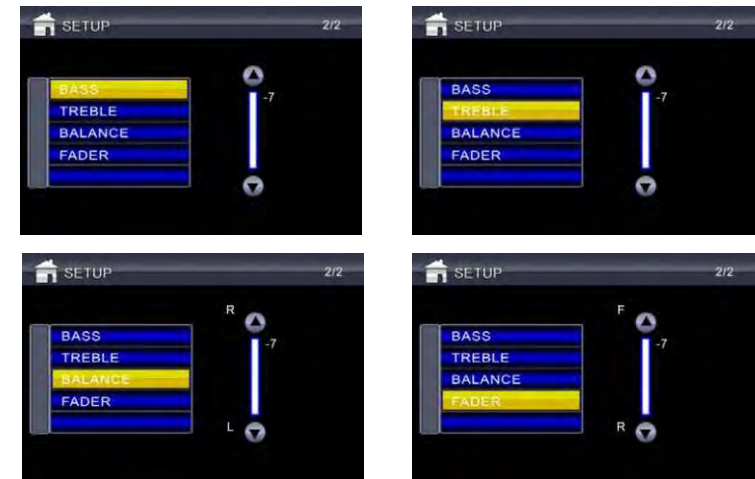 SETUP 2/2
BASS -7
TREBLE
BALANCE
FADER
SETUP 2/2
BASS -7
TREBLE
BALANCE
FADER
SETUP 2/2
R
BASS -7
TREBLE
BALANCE
FADER
L
SETUP 2/2
F
BASS -7
TREBLE
BALANCE
FADER
R